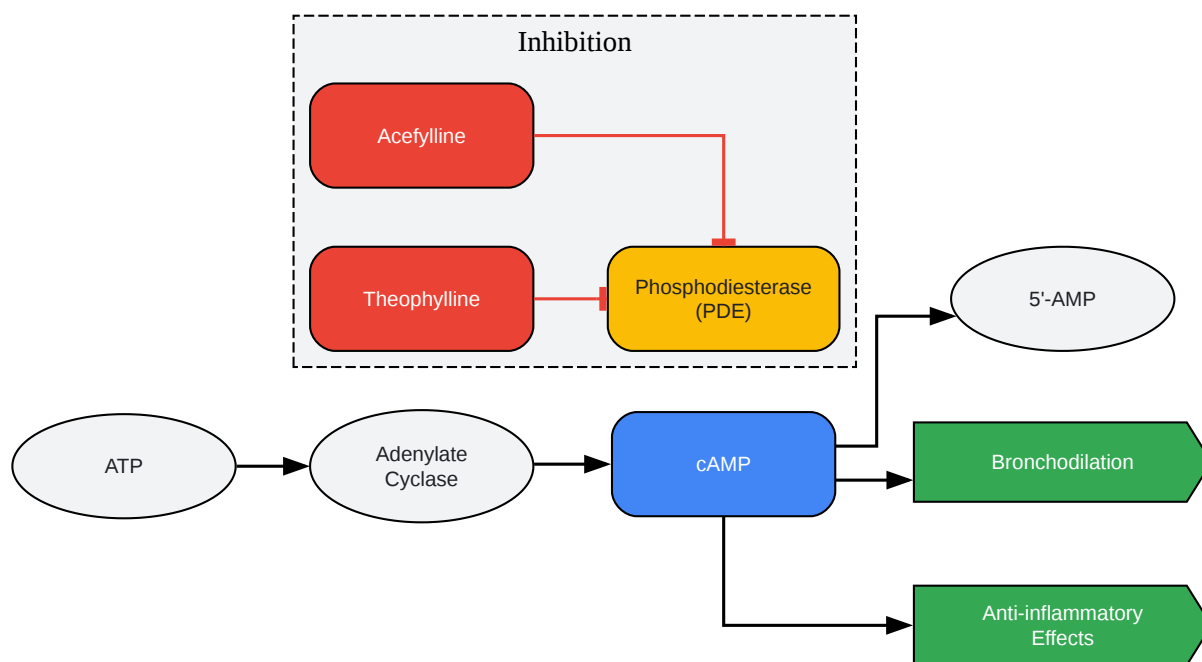 Inhibition
Acefylline
Theophylline
Phosphodiesterase
(PDE)
5'-AMP
ATP
Adenylate
Cyclase
cAMP
Bronchodilation
Anti-inflammatory
Effects